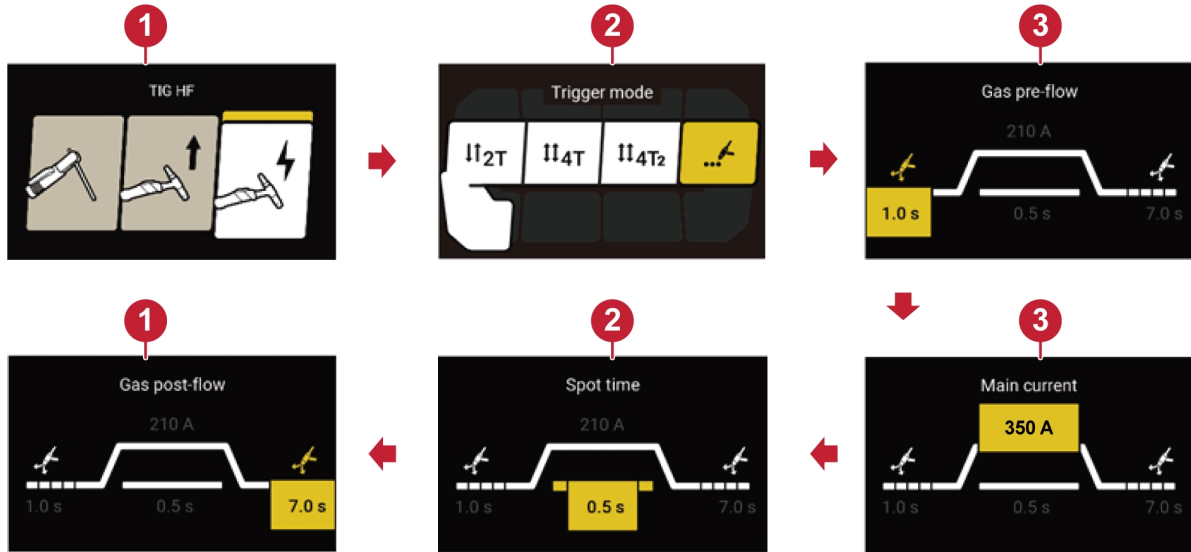 1
2
3
TIG HF
Trigger mode
Gas pre-flow
2T
4T
4T2
210 A
1.0 s
0.5 s
7.0 s
1
2
3
Gas post-flow
Spot time
Main current
210 A
210 A
350 A
1.0 s
0.5 s
7.0 s
1.0 s
0.5 s
7.0 s
1.0 s
0.5 s
7.0 s